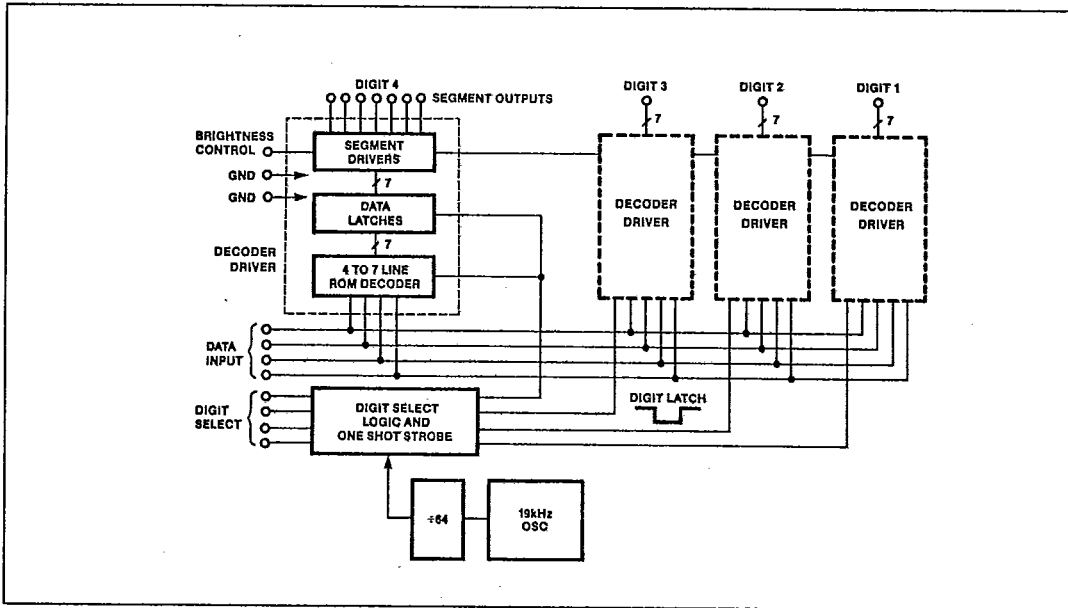 DIGIT 4
SEGMENT OUTPUTS
DIGIT 3
DIGIT 2
DIGIT 1
7
7
7
BRIGHTNESS
CONTROL
SEGMENT
DRIVERS
GND
7
GND
DATA
LATCHES
DECODER
DRIVER
7
4 TO 7 LINE
ROM DECODER
DECODER
DRIVER
DECODER
DRIVER
DECODER
DRIVER
DATA
INPUT
DIGIT
SELECT
DIGIT SELECT
LOGIC AND
ONE SHOT STROBE
DIGIT LATCH
÷64
19kHz
OSC